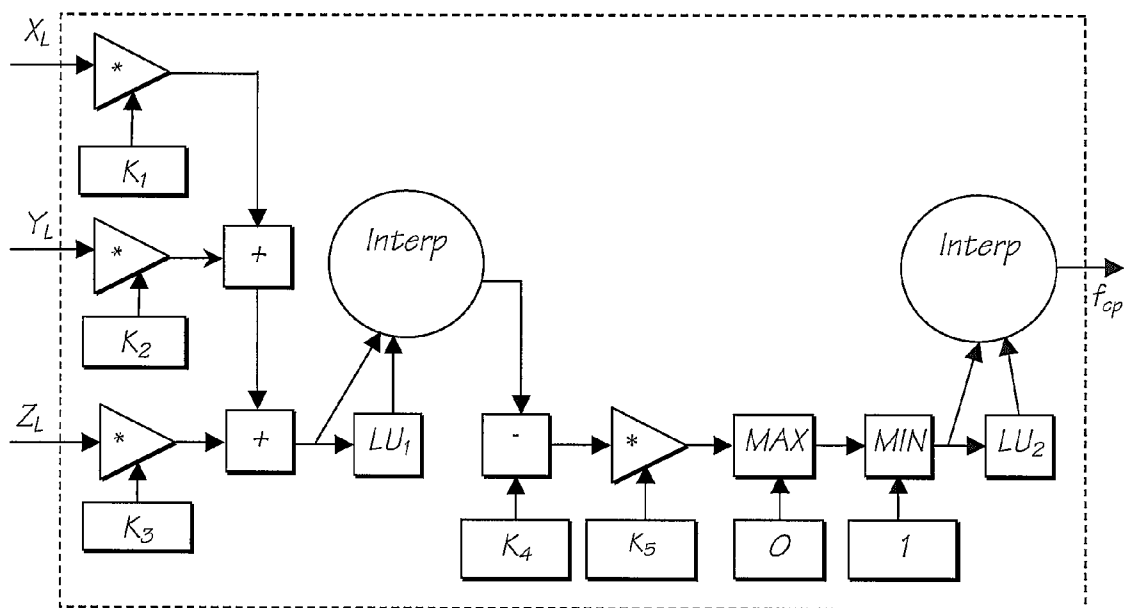 X_L
*
K_1
Y_L
*
+
Interp
Interp
f_cp
K_2
Z_L
*
+
LU_1
-
*
MAX
MIN
LU_2
K_3
K_4
K_5
0
1